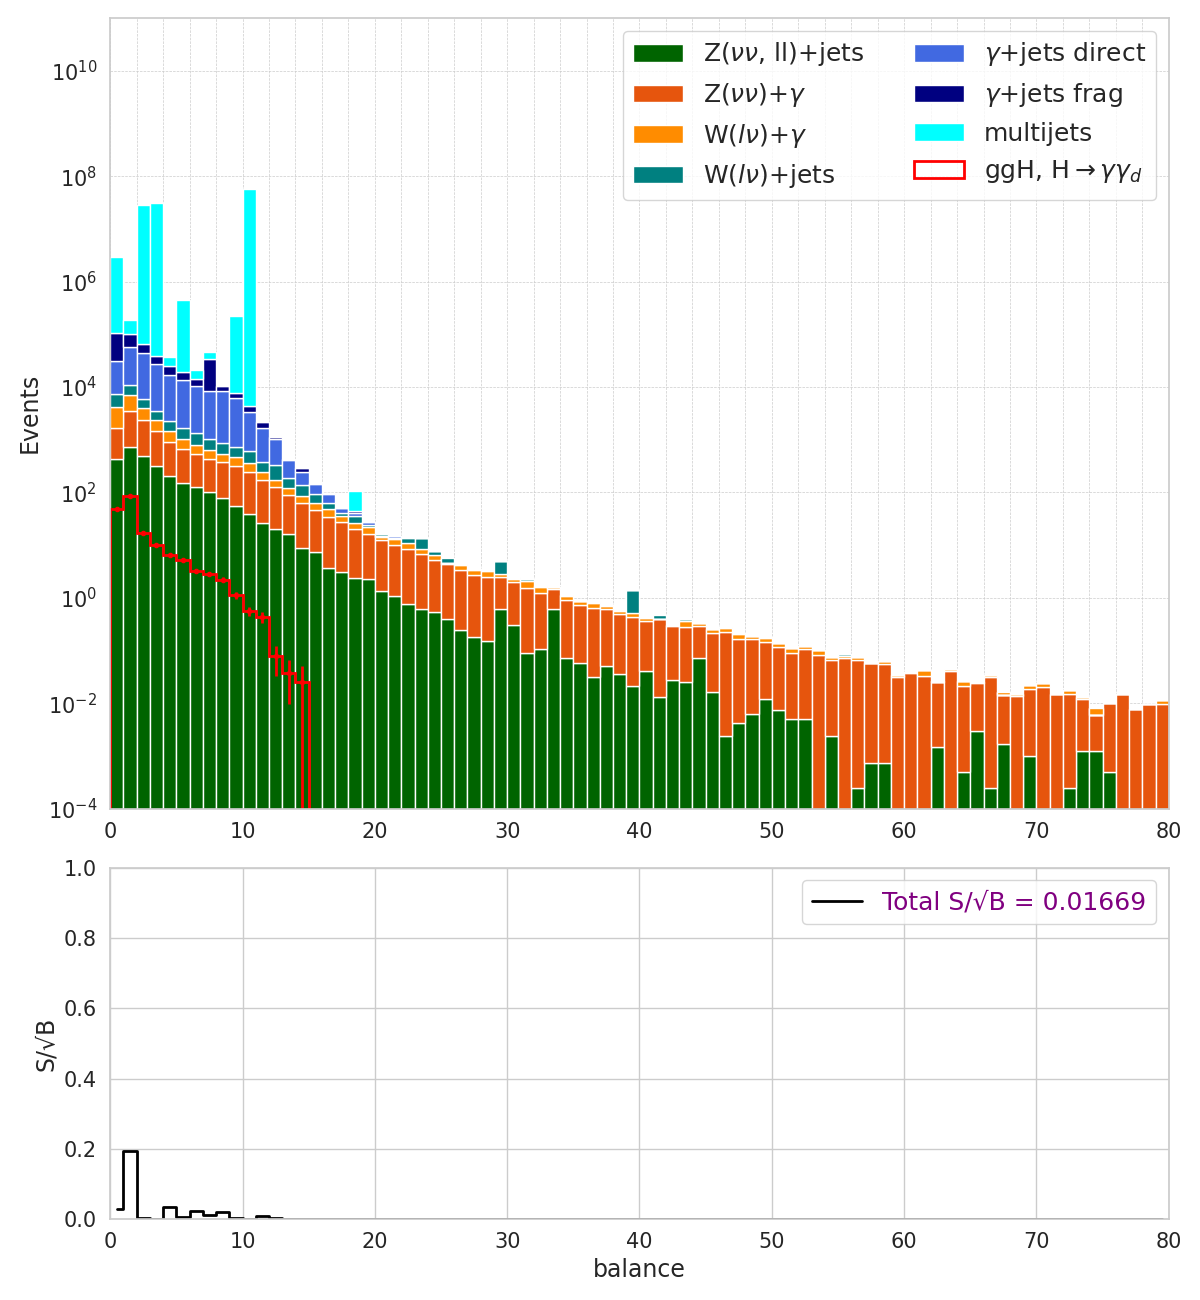 10^10
10^8
10^6
10^4
10^2
10^0
10^−2
10^−4
Events
Z(νν, ll)+jets
Z(νν)+γ
W(lν)+γ
W(lν)+jets
γ+jets direct
γ+jets frag
multijets
ggH, H→γγ_d
0 10 20 30 40 50 60 70 80
1.0
0.8
0.6
0.4
0.2
0.0
S/√B
Total S/√B = 0.01669
0 10 20 30 40 50 60 70 80
balance